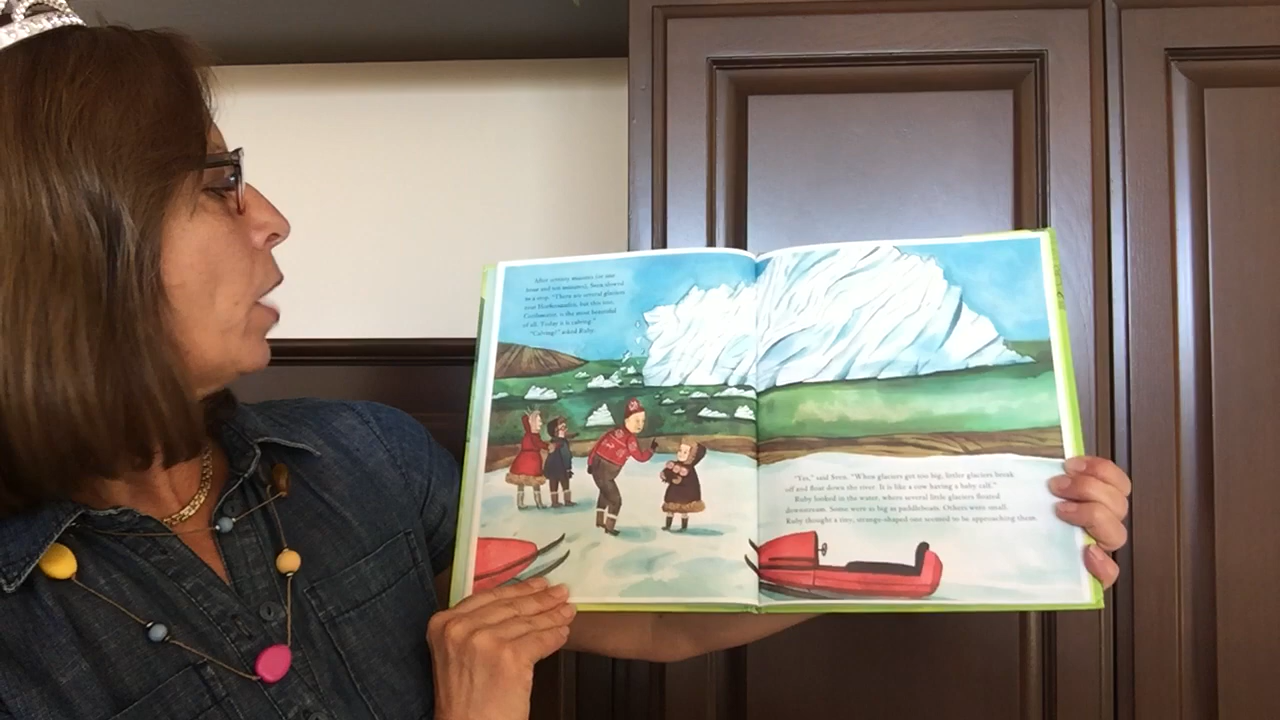 After seventy minutes (or one
hour and ten minutes), Sven slowed
to a stop. "There are several glaciers
near
but this one,
is the most beautiful
of all. Today it is calving."
"Calving?" asked Ruby.
"Yes," said Sven. "When glaciers get too big, littler glaciers break
off and float down the river. It is like a cow having a baby calf."
Ruby looked in the water, where several little glaciers floated
downstream. Some were as big as paddleboats. Others were small.
Ruby thought a tiny, strange-shaped one seemed to be approaching them.